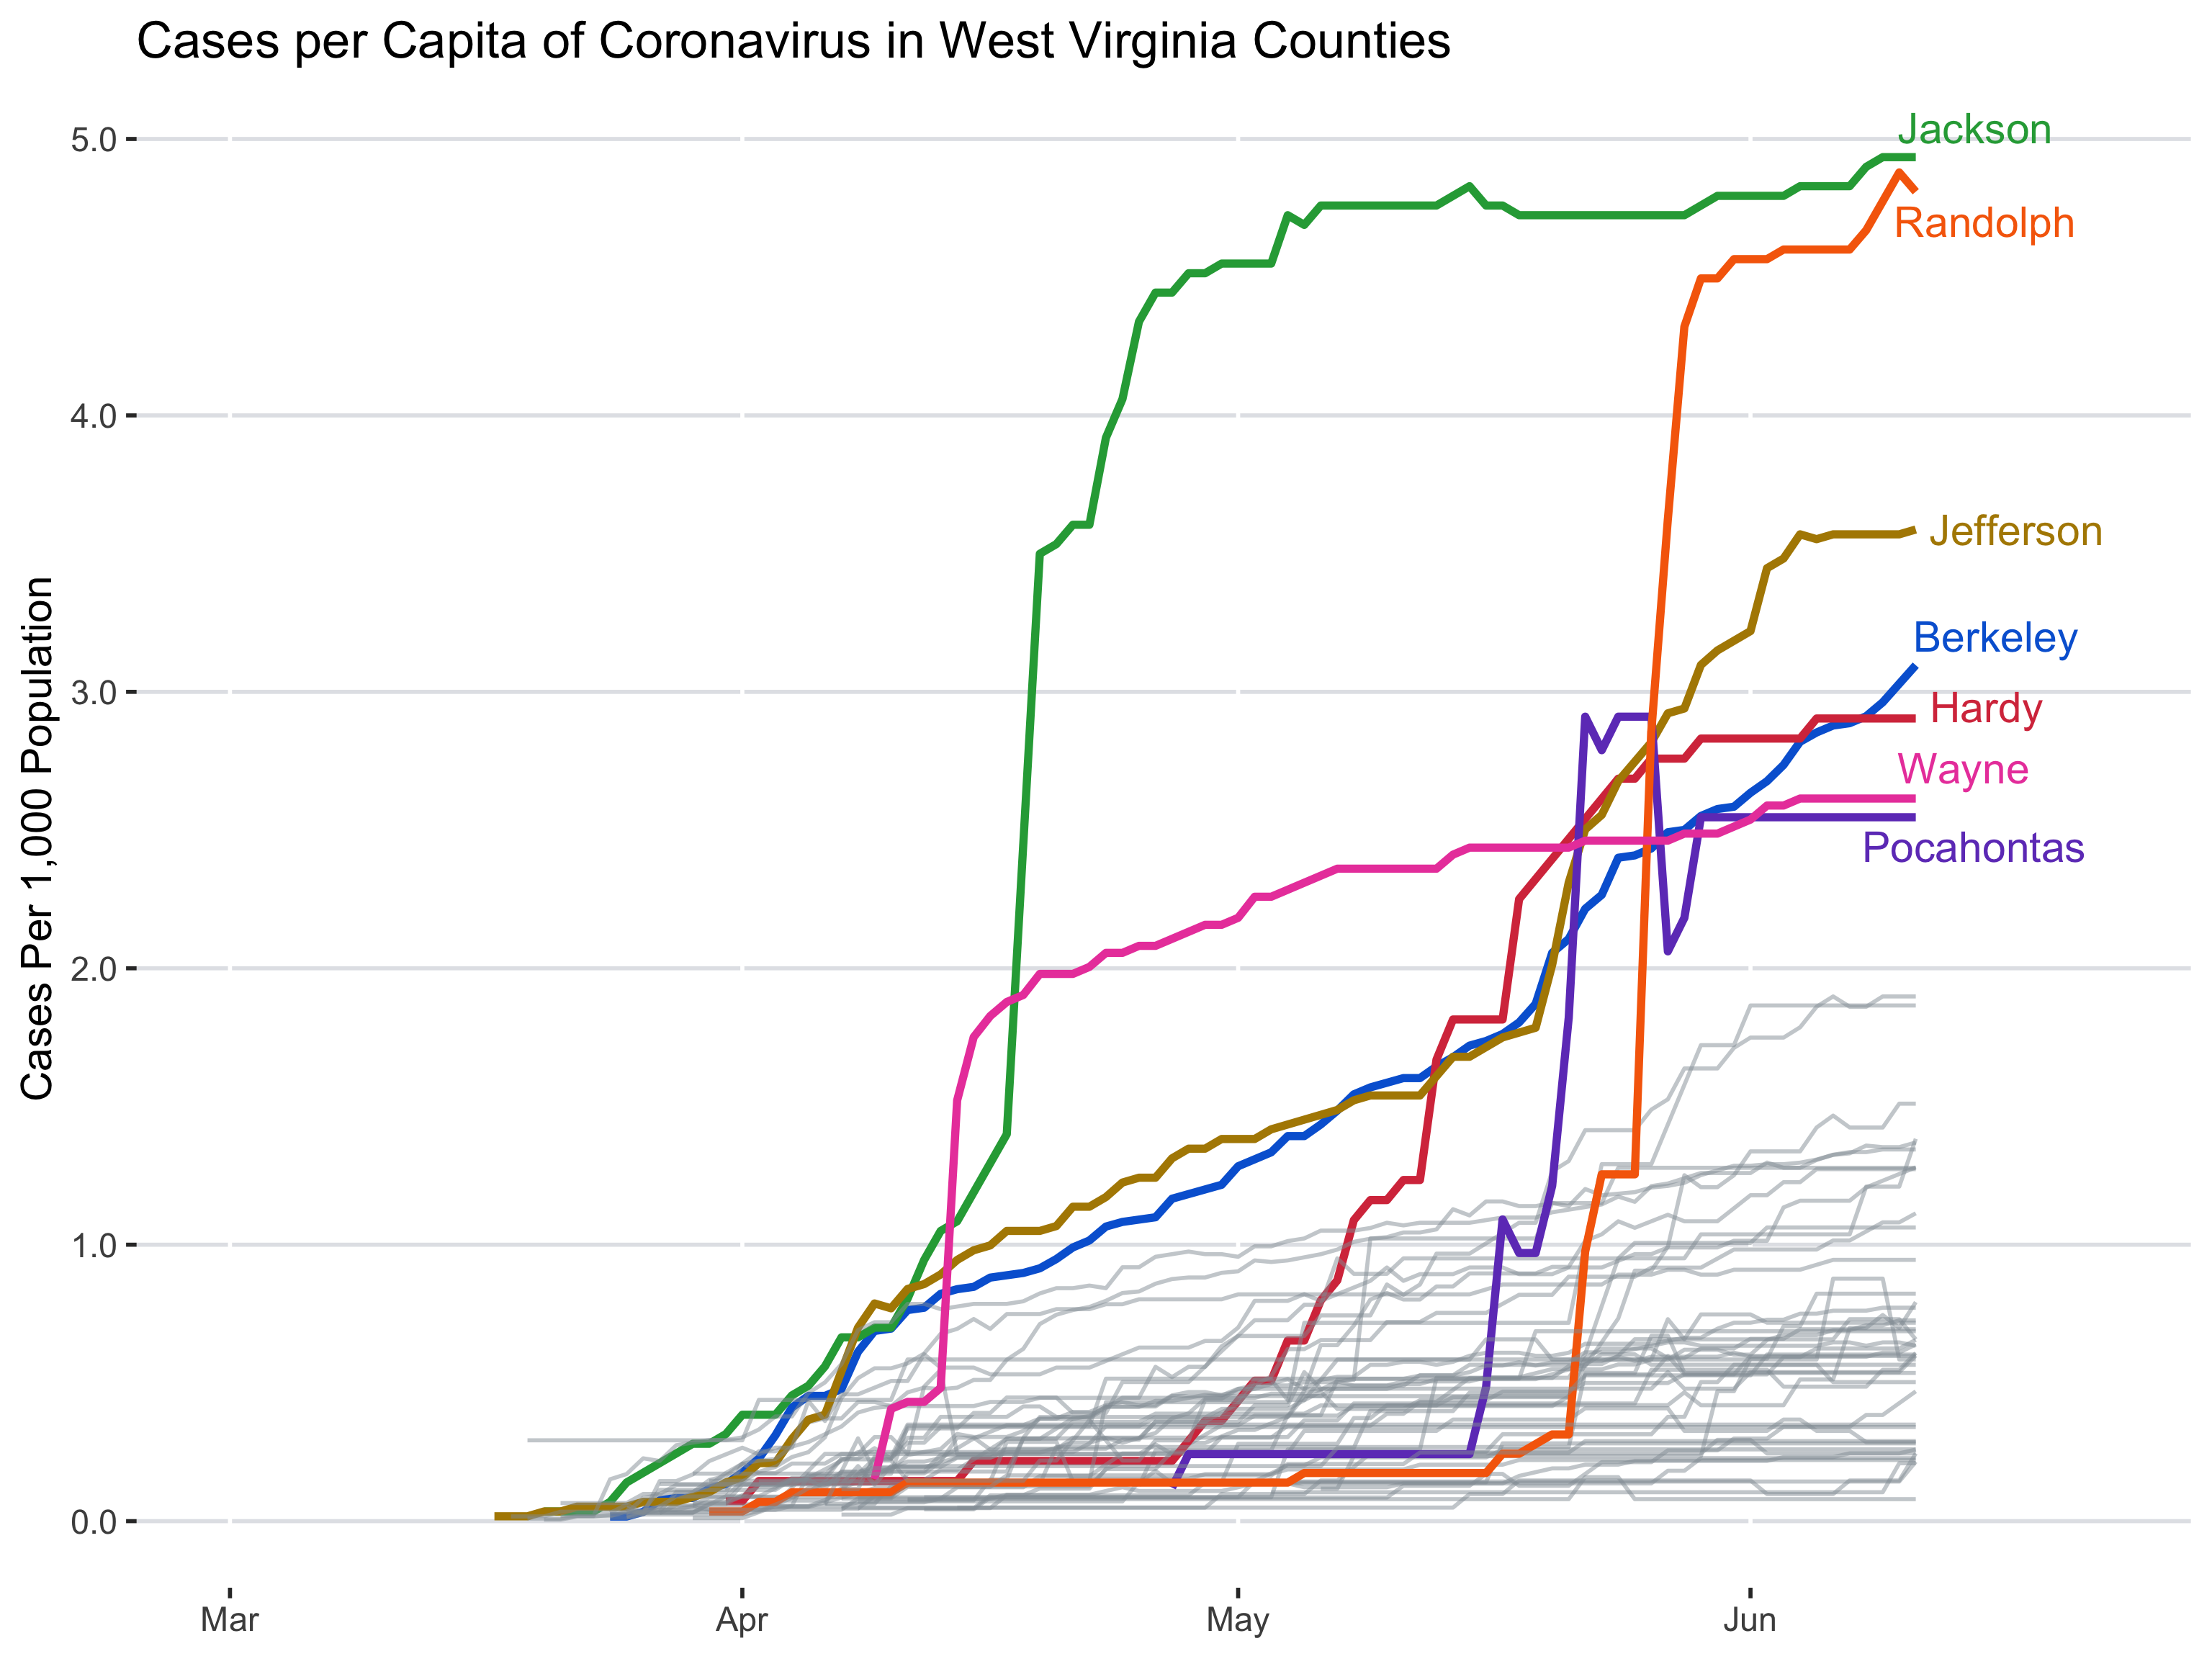 Cases per Capita of Coronavirus in West Virginia Counties
Cases Per 1,000 Population
5.0
4.0
3.0
2.0
1.0
0.0
Mar
Apr
May
Jun
Jackson
Randolph
Jefferson
Berkeley
Hardy
Wayne
Pocahontas